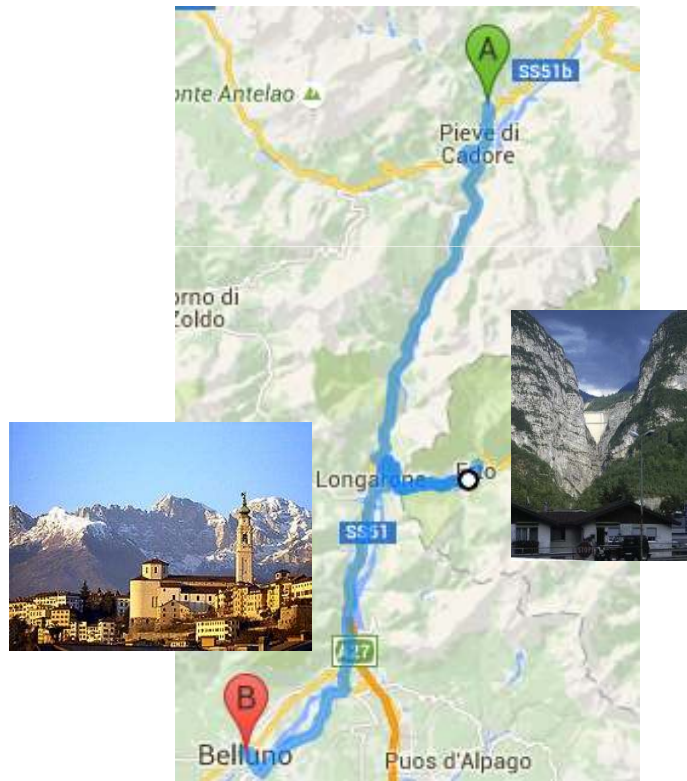 A
SS51b
onte Antelao
Pieve di
Cadore
orno di
Zoldo
Longarone
SS51
A27
B
Belluno
Puos d'Alpago